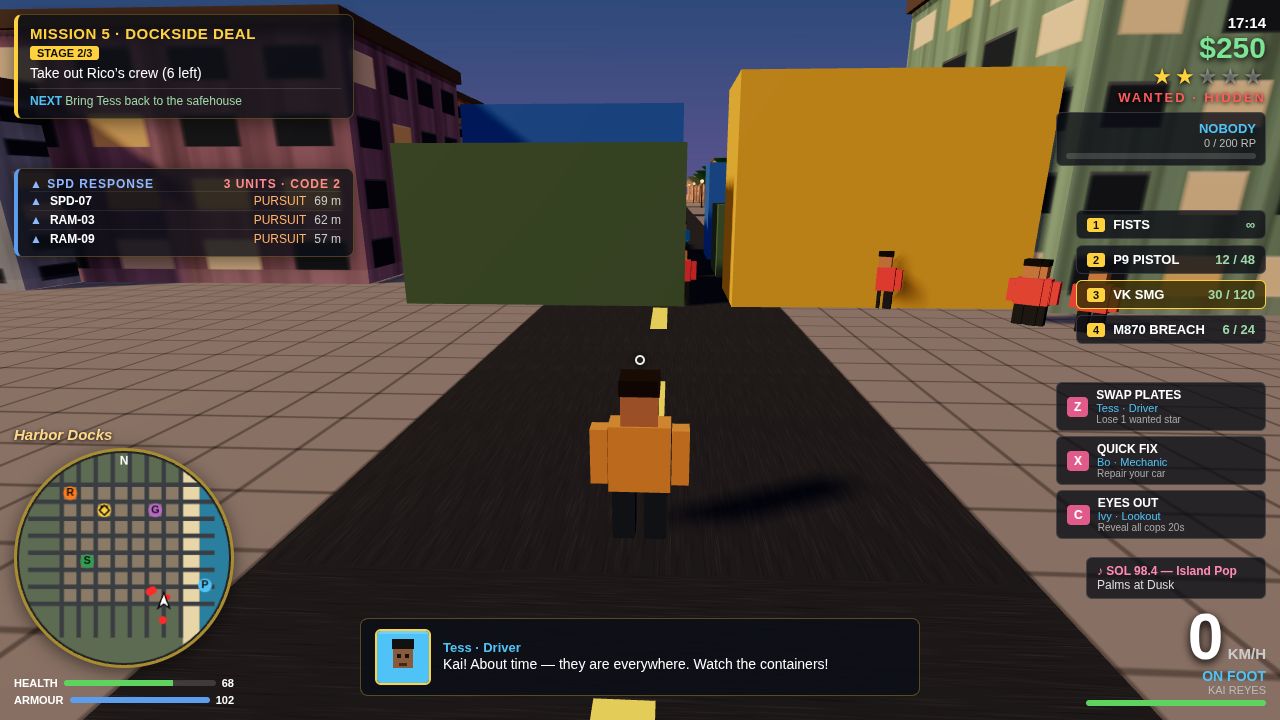 MISSION 5 · DOCKSIDE DEAL
STAGE 2/3
Take out Rico's crew (6 left)
NEXT Bring Tess back to the safehouse
▲ SPD RESPONSE 3 UNITS · CODE 2
▲ SPD-07 PURSUIT 69 m
▲ RAM-03 PURSUIT 62 m
▲ RAM-09 PURSUIT 57 m
17:14
$250
★★★★★
WANTED · HIDDEN
NOBODY
0 / 200 RP
1 FISTS ∞
2 P9 PISTOL 12 / 48
3 VK SMG 30 / 120
4 M870 BREACH 6 / 24
Z SWAP PLATES
Tess · Driver
Lose 1 wanted star
X QUICK FIX
Bo · Mechanic
Repair your car
C EYES OUT
Ivy · Lookout
Reveal all cops 20s
♪ SOL 98.4 — Island Pop
Palms at Dusk
0 KM/H
ON FOOT
KAI REYES
Harbor Docks
N
R
G
S
P
HEALTH 68
ARMOUR 102
Tess · Driver
Kai! About time — they are everywhere. Watch the containers!